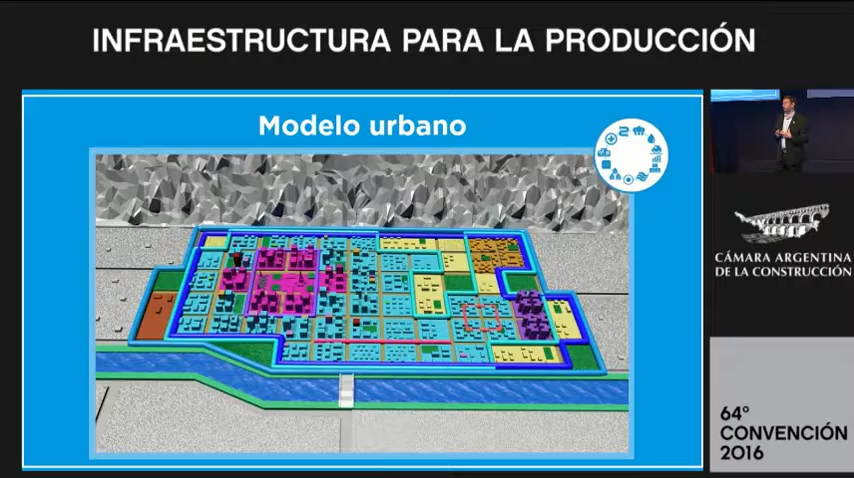 INFRAESTRUCTURA PARA LA PRODUCCIÓN
Modelo urbano
CÁMARA ARGENTINA
DE LA CONSTRUCCIÓN
64°
CONVENCIÓN
2016